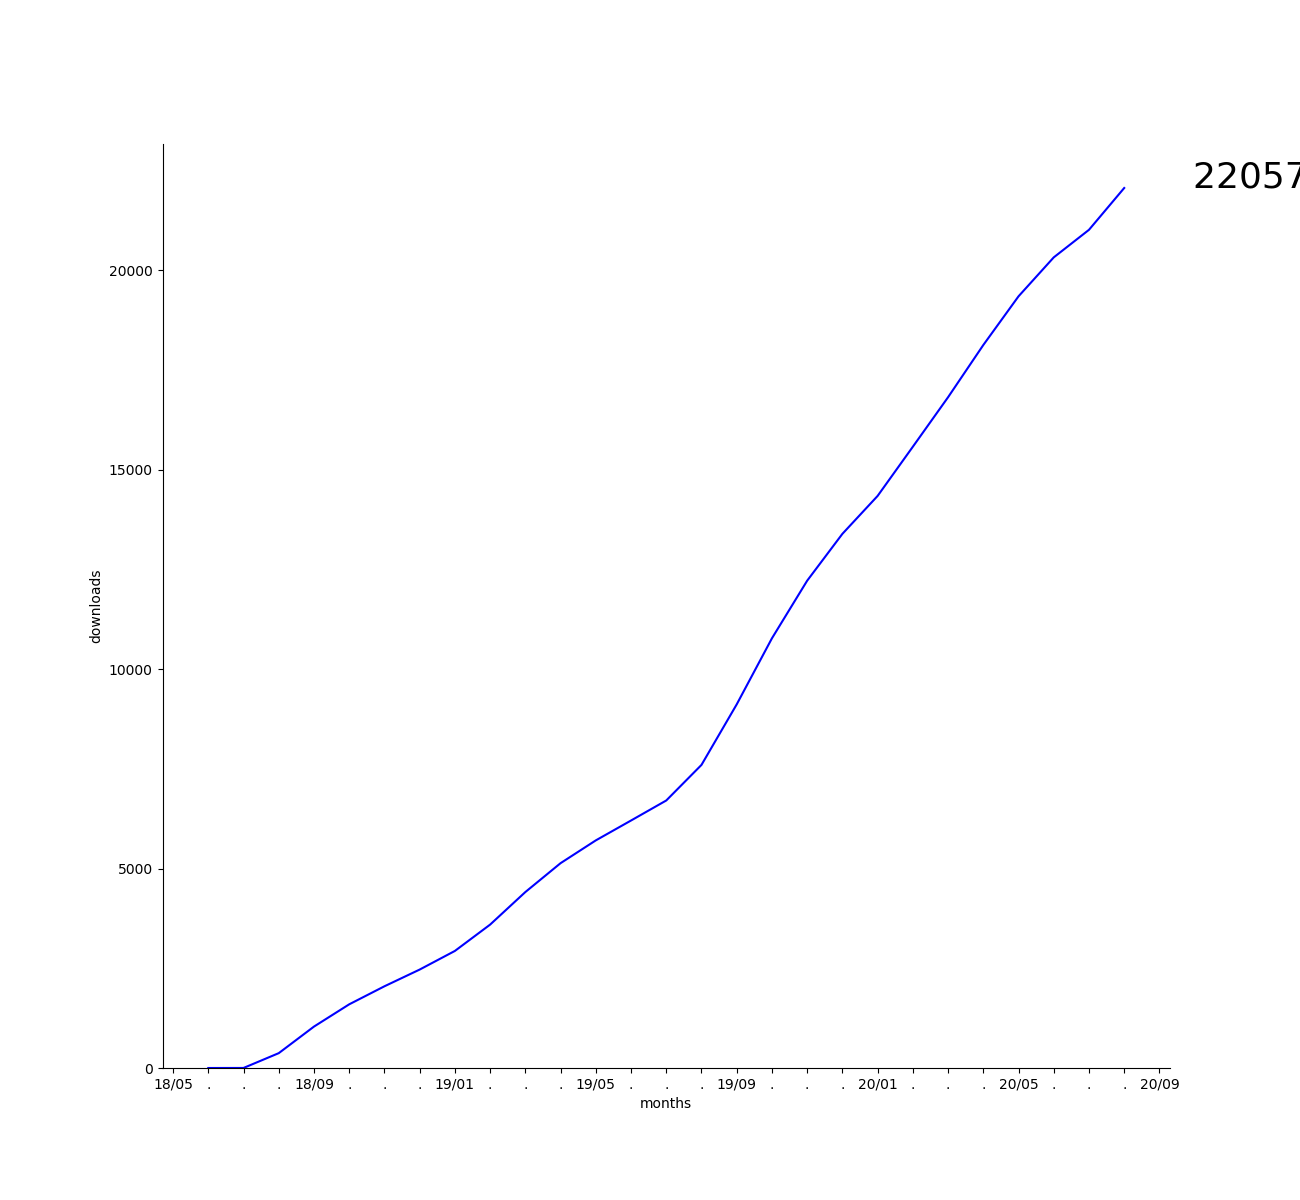 22057
20000
15000
10000
5000
0
downloads
18/05 . . . 18/09 . . . 19/01 . . . 19/05 . . . 19/09 . . . 20/01 . . . 20/05 . . . 20/09
months